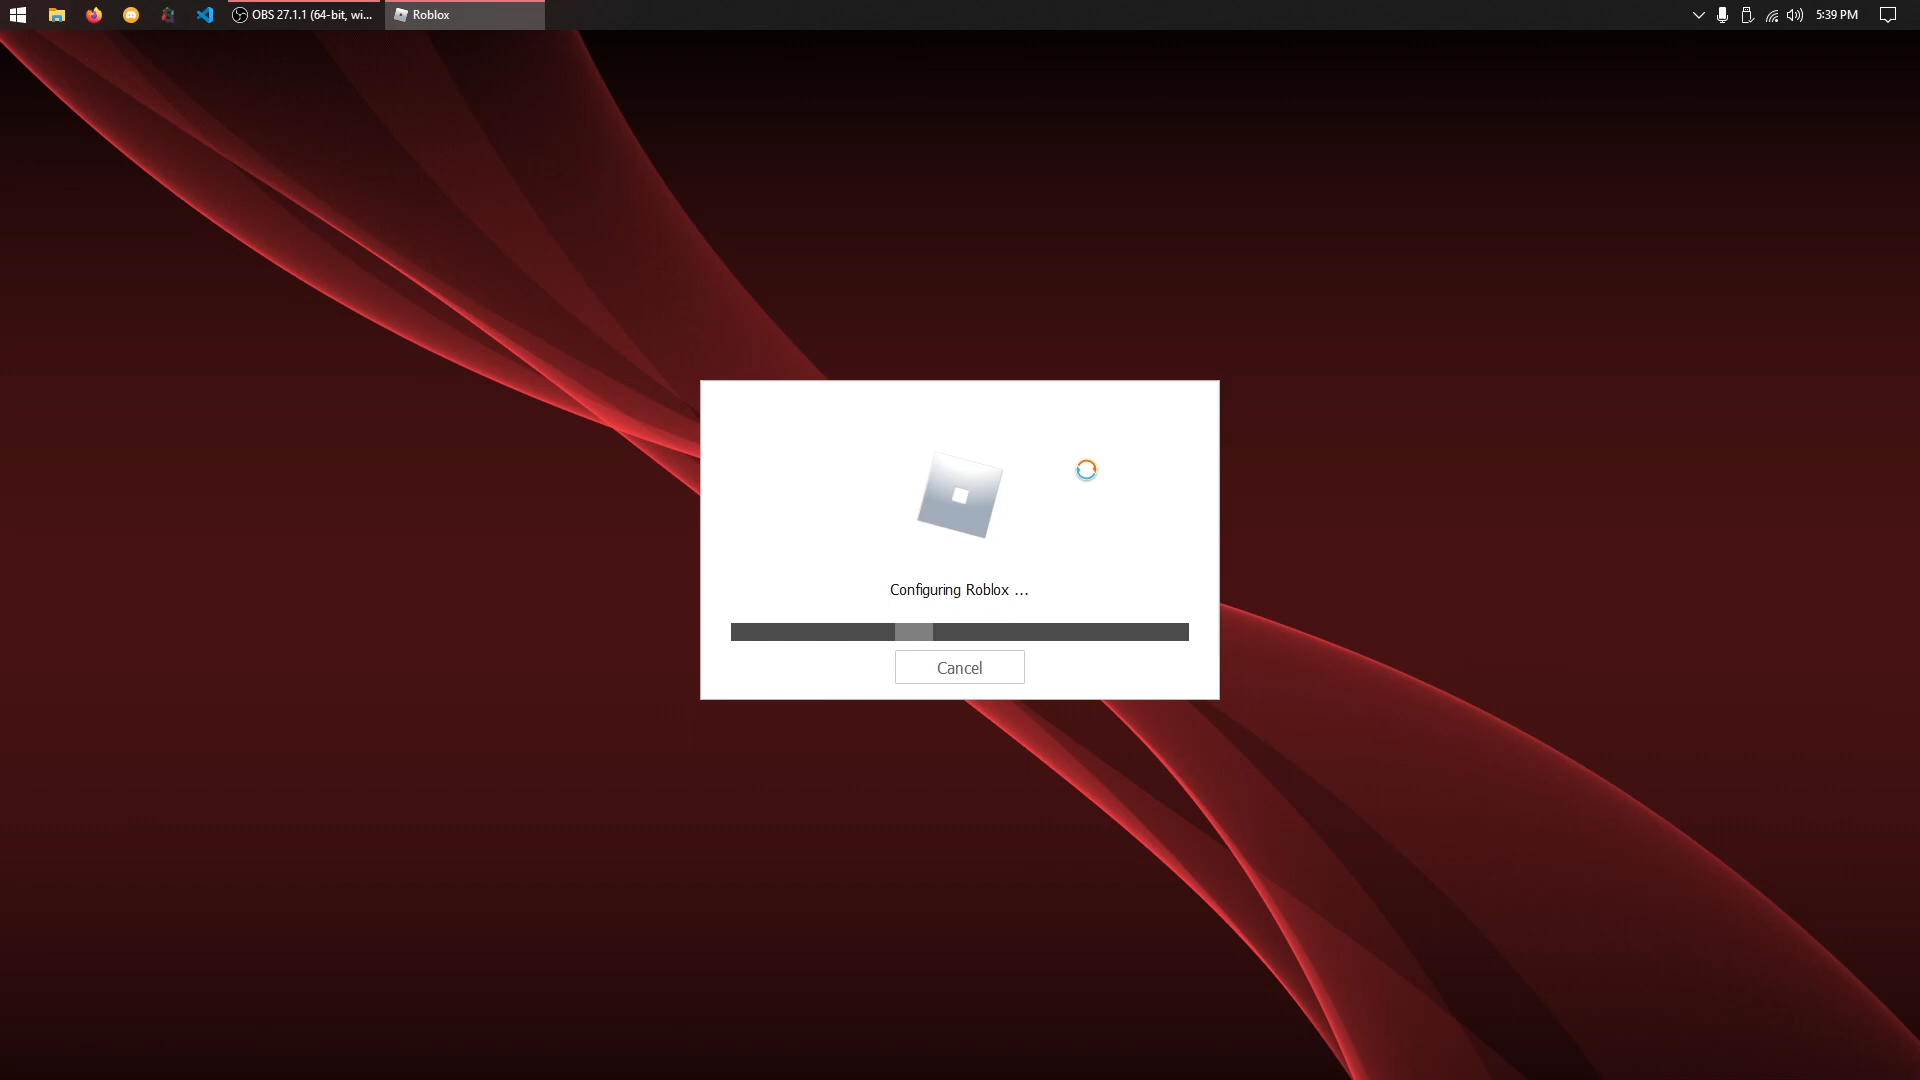 OBS 27.1.1 (64-bit, wi...
Roblox
5:39 PM
Configuring Roblox ...
Cancel